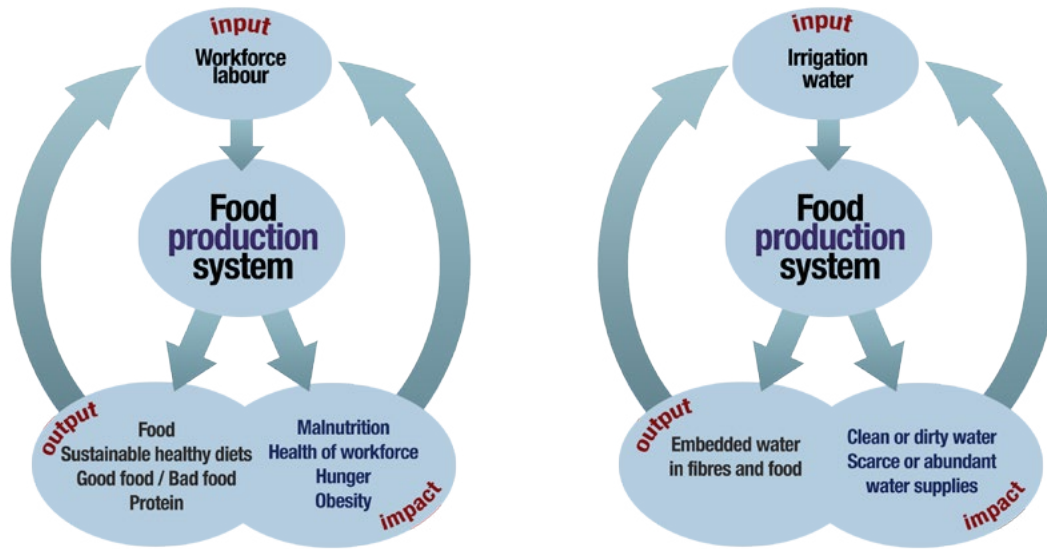 input
Workforce
labour
Food
production
system
output
Food
Sustainable healthy diets
Good food / Bad food
Protein
Malnutrition
Health of workforce
Hunger
Obesity
impact
input
Irrigation
water
Food
production
system
output
Embedded water
in fibres and food
Clean or dirty water
Scarce or abundant
water supplies
impact